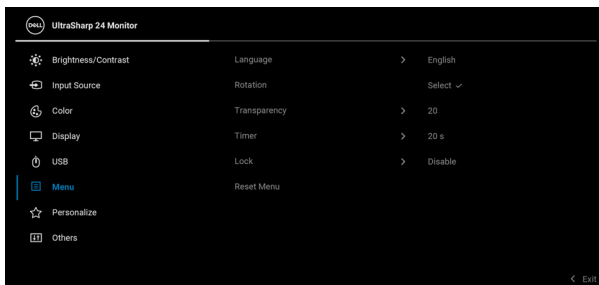 DELL UltraSharp 24 Monitor
Brightness/Contrast Language > English
Input Source Rotation Select ✓
Color Transparency > 20
Display Timer > 20 s
USB Lock > Disable
Menu Reset Menu
Personalize
Others
< Exit